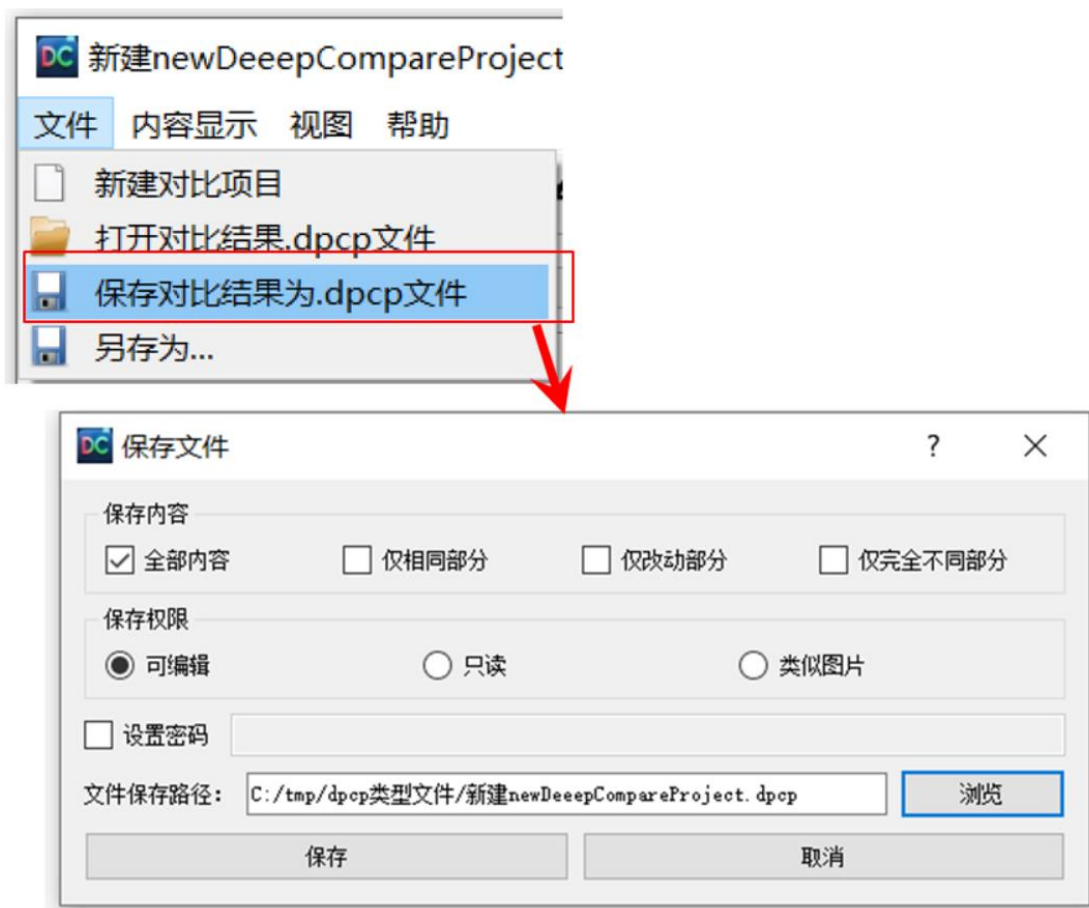 DC 新建newDeeepCompareProject
文件 内容显示 视图 帮助
新建对比项目
打开对比结果.dpcp文件
保存对比结果为.dpcp文件
另存为...
DC 保存文件 ?
保存内容
全部内容 仅相同部分 仅改动部分 仅完全不同部分
保存权限
可编辑 只读 类似图片
设置密码
文件保存路径: C:/tmp/dpcp类型文件/新建newDeeepCompareProject.dpcp 浏览
保存 取消